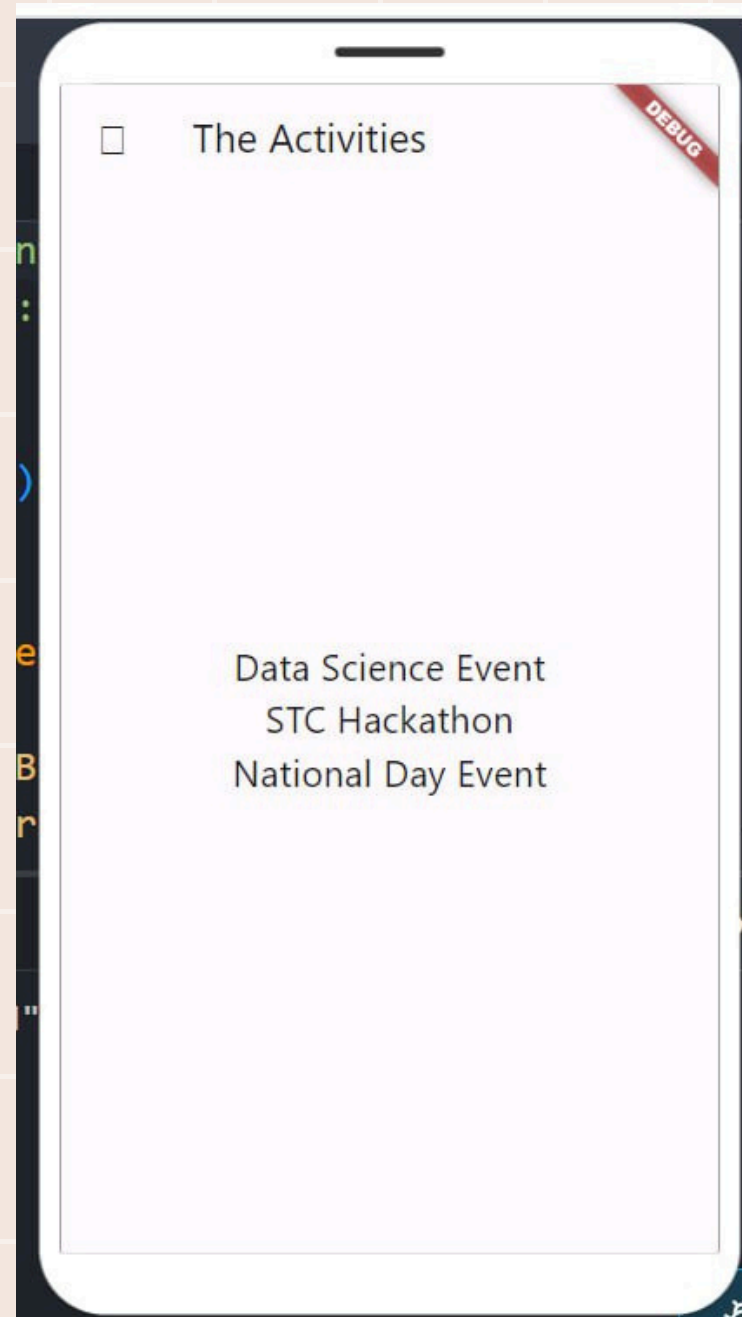 The Activities
DEBUG
Data Science Event
STC Hackathon
National Day Event
n
:
)
e
B
r
"